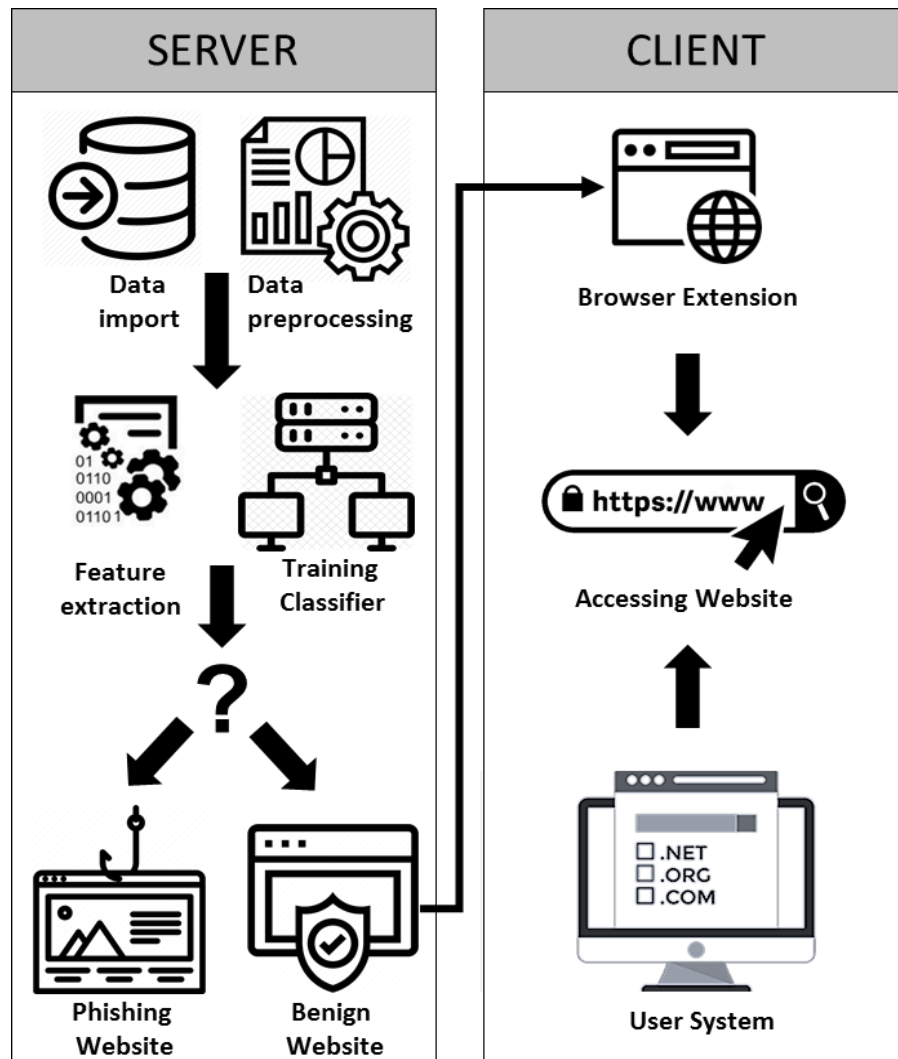 SERVER
Data
import
Data
preprocessing
01
0110
0001
01101
Feature
extraction
Training
Classifier
?
Phishing
Website
Benign
Website
CLIENT
Browser Extension
https://www
Accessing Website
.NET
.ORG
.COM
User System